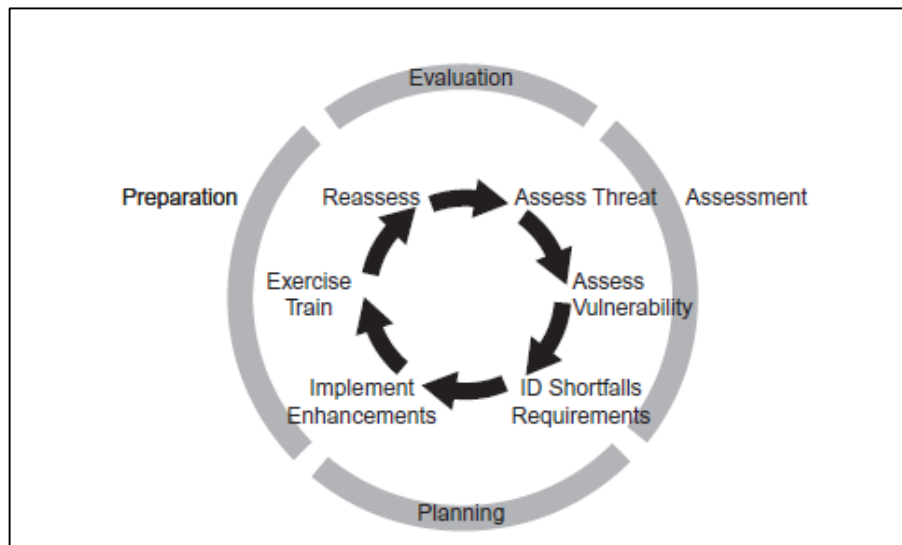 Evaluation
Preparation
Reassess
Assess Threat
Assessment
Exercise
Train
Assess
Vulnerability
Implement
Enhancements
ID Shortfalls
Requirements
Planning